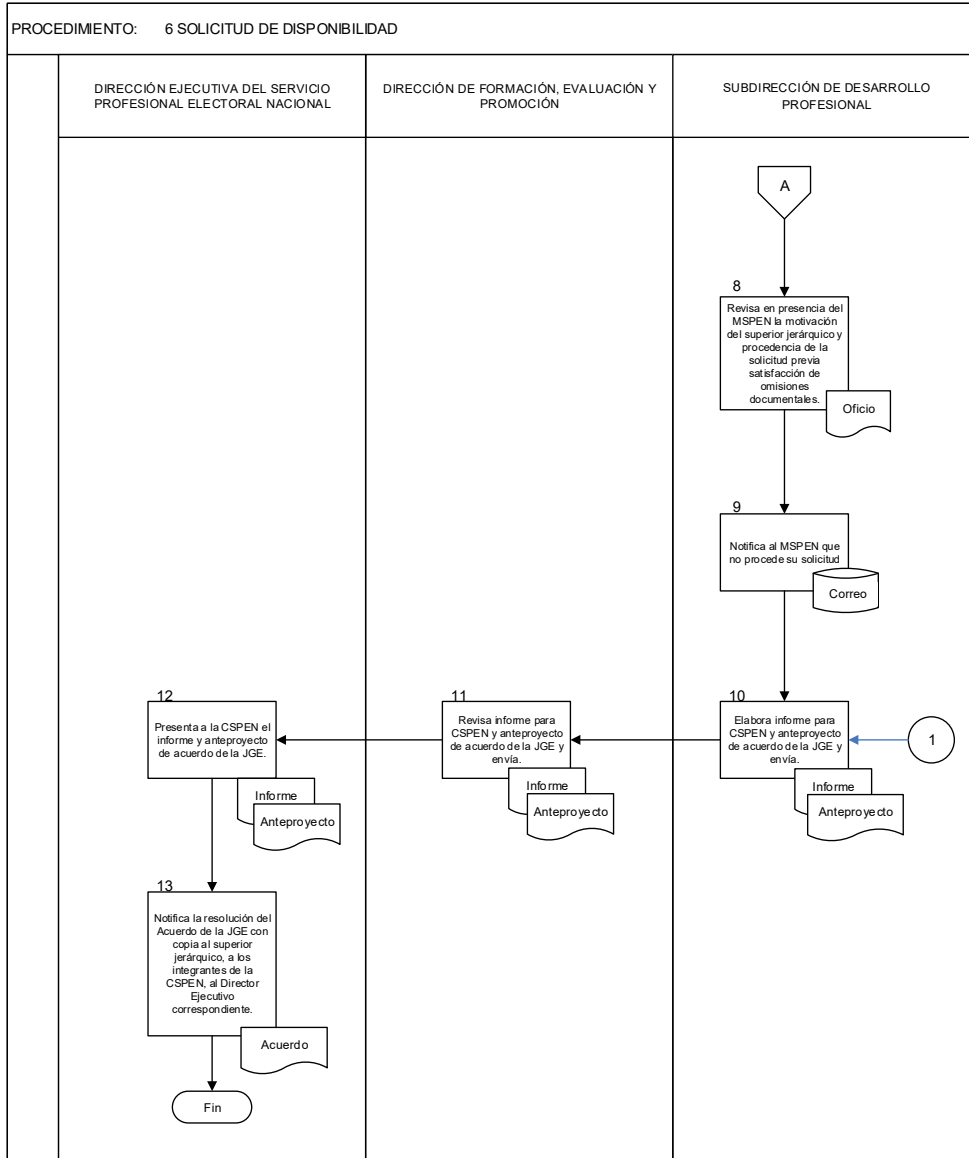 PROCEDIMIENTO: 6 SOLICITUD DE DISPONIBILIDAD
DIRECCIÓN EJECUTIVA DEL SERVICIO
PROFESIONAL ELECTORAL NACIONAL
DIRECCIÓN DE FORMACIÓN, EVALUACIÓN Y
PROMOCIÓN
SUBDIRECCIÓN DE DESARROLLO
PROFESIONAL
A
8
Revisa en presencia del
MSPEN la motivación
del superior jerárquico y
procedencia de la
solicitud previa
satisfacción de
omisiones
documentales.
Oficio
9
Notifica al MSPEN que
no procede su solicitud
Correo
10
Elabora informe para
CSPEN y anteproyecto
de acuerdo de la JGE y
envía.
Informe
Anteproyecto
1
11
Revisa informe para
CSPEN y anteproyecto
de acuerdo de la JGE y
envía.
Informe
Anteproyecto
12
Presenta a la CSPEN el
informe y anteproyecto
de acuerdo de la JGE.
Informe
Anteproyecto
13
Notifica la resolución del
Acuerdo de la JGE con
copia al superior
jerárquico, a los
integrantes de la
CSPEN, al Director
Ejecutivo
correspondiente.
Acuerdo
Fin